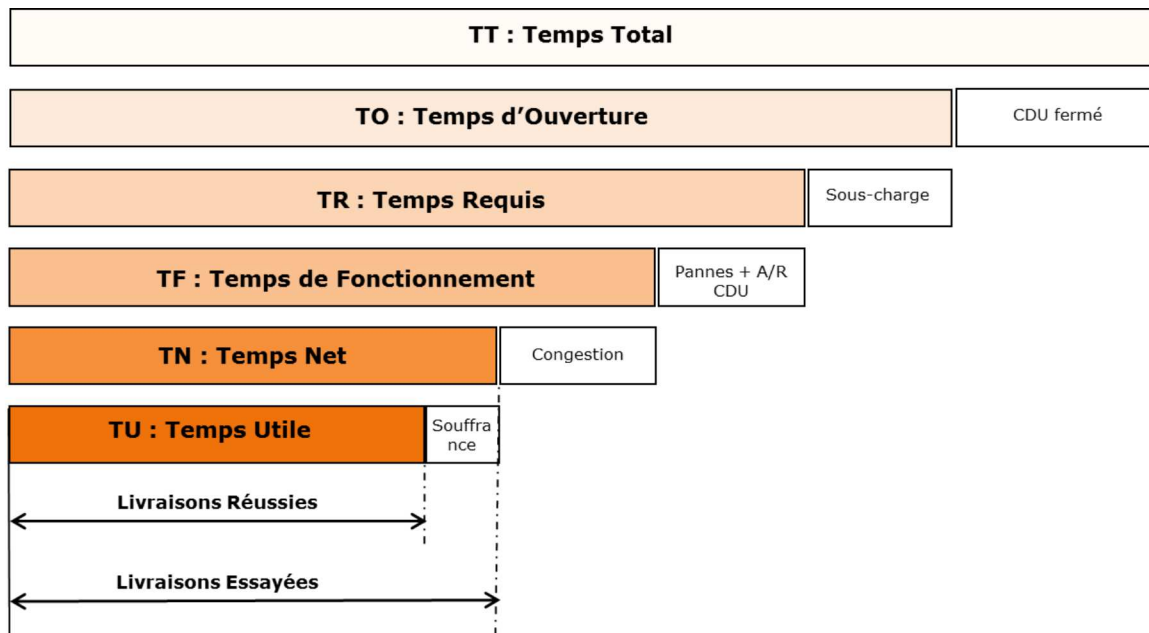 TT : Temps Total
TO : Temps d’Ouverture
CDU fermé
TR : Temps Requis
Sous-charge
TF : Temps de Fonctionnement
Pannes + A/R
CDU
TN : Temps Net
Congestion
TU : Temps Utile
Souffra
nce
Livraisons Réussies
Livraisons Essayées